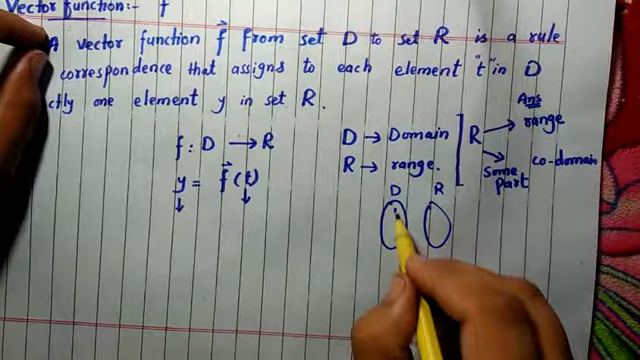 Vector function:- f
A vector function f from set D to set R is a rule
correspondence that assigns to each element "t" in D
ctly one element y in set R.
f: D → R
y = f(t)
D → Domain
R → range.
R
Ans
range
Some part
co-domain
D R